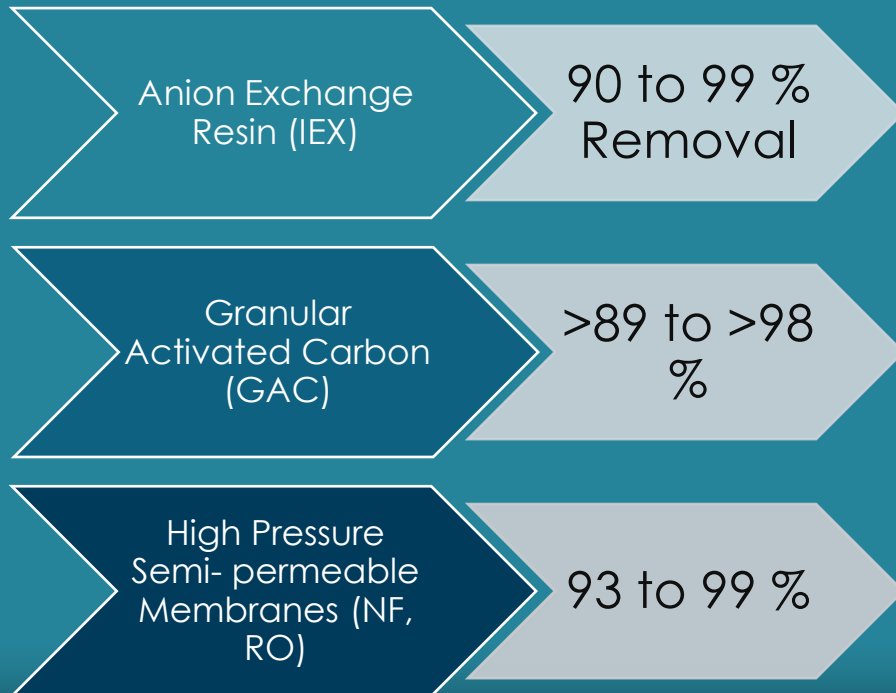 Anion Exchange
Resin (IEX)
90 to 99 %
Removal
Granular
Activated Carbon
(GAC)
>89 to >98
%
High Pressure
Semi- permeable
Membranes (NF,
RO)
93 to 99 %